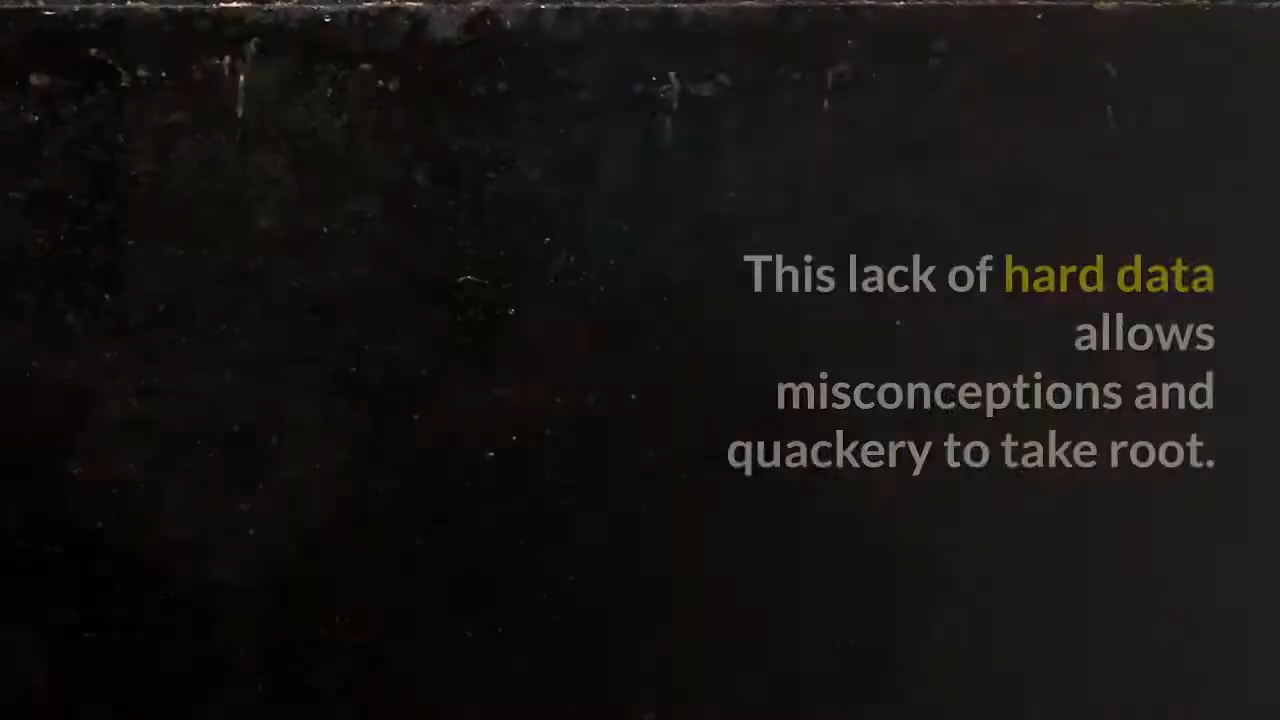 This lack of hard data
allows
misconceptions and
quackery to take root.